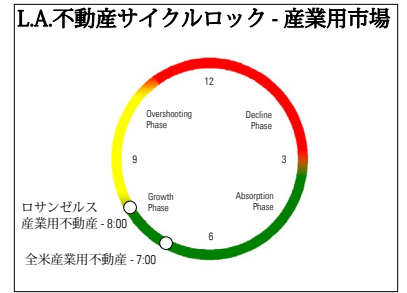 L.A.不動産サイクルロック - 産業用市場
12
Overshooting
Phase
Decline
Phase
9
3
Growth
Phase
Absorption
Phase
ロサンゼルス
産業用不動産 - 8:00
6
全米産業用不動産 - 7:00